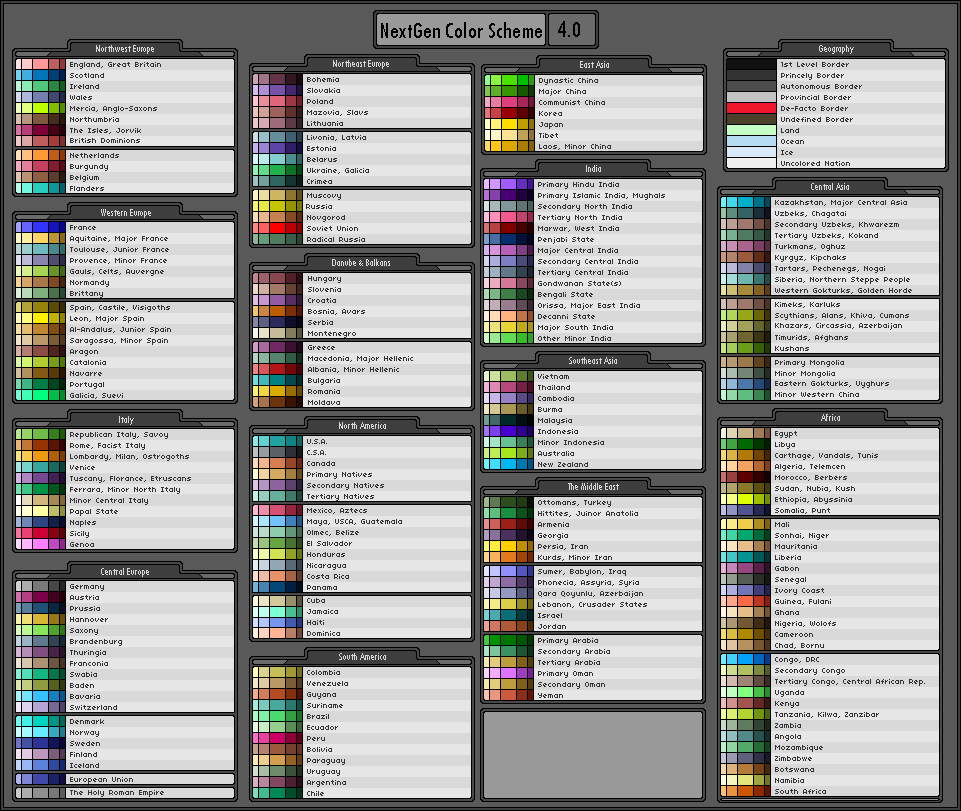 NextGen Color Scheme 4.0
Northwest Europe
England, Great Britain
Scotland
Ireland
Wales
Mercia, Anglo-Saxons
Northumbria
The Isles, Jorvik
British Dominions
Netherlands
Burgundy
Belgium
Flanders
Western Europe
France
Aquitaine, Major France
Toulouse, Junior France
Provence, Minor France
Gauls, Celts, Auvergne
Normandy
Brittany
Spain, Castile, Visigoths
Leon, Major Spain
Al-Andalus, Junior Spain
Saragossa, Minor Spain
Aragon
Catalonia
Navarre
Portugal
Galicia, Suevi
Italy
Republican Italy, Savoy
Rome, Facist Italy
Lombardy, Milan, Ostrogoths
Venice
Tuscany, Florance, Etruscans
Ferrara, Minor North Italy
Minor Central Italy
Papal State
Naples
Sicily
Genoa
Central Europe
Germany
Austria
Prussia
Hannover
Saxony
Brandenburg
Thuringia
Franconia
Swabia
Baden
Bavaria
Switzerland
Denmark
Norway
Sweden
Finland
Iceland
European Union
The Holy Roman Empire
Northeast Europe
Bohemia
Slovakia
Poland
Mazovia, Slavs
Lithuania
Livonia, Latvia
Estonia
Belarus
Ukraine, Galicia
Crimea
Muscovy
Russia
Novgorod
Soviet Union
Radical Russia
Danube & Balkans
Hungary
Slovenia
Croatia
Bosnia, Avars
Serbia
Montenegro
Greece
Macedonia, Major Hellenic
Albania, Minor Hellenic
Bulgaria
Romania
Moldava
North America
U.S.A.
C.S.A.
Canada
Primary Natives
Secondary Natives
Tertiary Natives
Mexico, Aztecs
Maya, USCA, Guatemala
Olmec, Belize
El Salvador
Honduras
Nicaragua
Costa Rica
Panama
Cuba
Jamaica
Haiti
Dominica
South America
Colombia
Venezuela
Guyana
Suriname
Brazil
Ecuador
Peru
Bolivia
Paraguay
Uruguay
Argentina
Chile
East Asia
Dynastic China
Major China
Communist China
Korea
Japan
Tibet
Laos, Minor China
India
Primary Hindu India
Primary Islamic India, Mughals
Secondary North India
Tertiary North India
Marwar, West India
Penjabi State
Major Central India
Secondary Central India
Tertiary Central India
Gondwanan State(s)
Bengali State
Orissa, Major East India
Decanni State
Major South India
Other Minor India
Southeast Asia
Vietnam
Thailand
Cambodia
Burma
Malaysia
Indonesia
Minor Indonesia
Australia
New Zealand
The Middle East
Ottomans, Turkey
Hittites, Juinor Anatolia
Armenia
Georgia
Persia, Iran
Kurds, Minor Iran
Sumer, Babylon, Iraq
Phonecia, Assyria, Syria
Qara Qoyunlu, Azerbaijan
Lebanon, Crusader States
Israel
Jordan
Primary Arabia
Secondary Arabia
Tertiary Arabia
Primary Oman
Secondary Oman
Yeman
Geography
1st Level Border
Princely Border
Autonomous Border
Provincial Border
De-Facto Border
Undefined Border
Land
Ocean
Ice
Uncolored Nation
Central Asia
Kazakhstan, Major Central Asia
Uzbeks, Chagatai
Secondary Uzbeks, Khwarezm
Tertiary Uzbeks, Kokand
Turkmans, Oghuz
Kyrgyz, Kipchaks
Tartars, Pechenegs, Nogai
Siberia, Northern Steppe People
Western Gokturks, Golden Horde
Kimeks, Karluks
Scythians, Alans, Khiva, Cumans
Khazars, Circassia, Azerbaijan
Timurids, Afghans
Kushans
Primary Mongolia
Minor Mongolia
Eastern Gokturks, Uyghurs
Minor Western China
Africa
Egypt
Libya
Carthage, Vandals, Tunis
Algeria, Telemcen
Morocco, Berbers
Sudan, Nubia, Kush
Ethiopia, Abyssinia
Somalia, Punt
Mali
Sonhai, Niger
Mauritania
Liberia
Gabon
Senegal
Ivory Coast
Guinea, Fulani
Ghana
Nigeria, Wolofs
Cameroon
Chad, Bornu
Congo, DRC
Secondary Congo
Tertiary Congo, Central African Rep.
Uganda
Kenya
Tanzania, Kilwa, Zanzibar
Zambia
Angola
Mozambique
Zimbabwe
Botswana
Namibia
South Africa